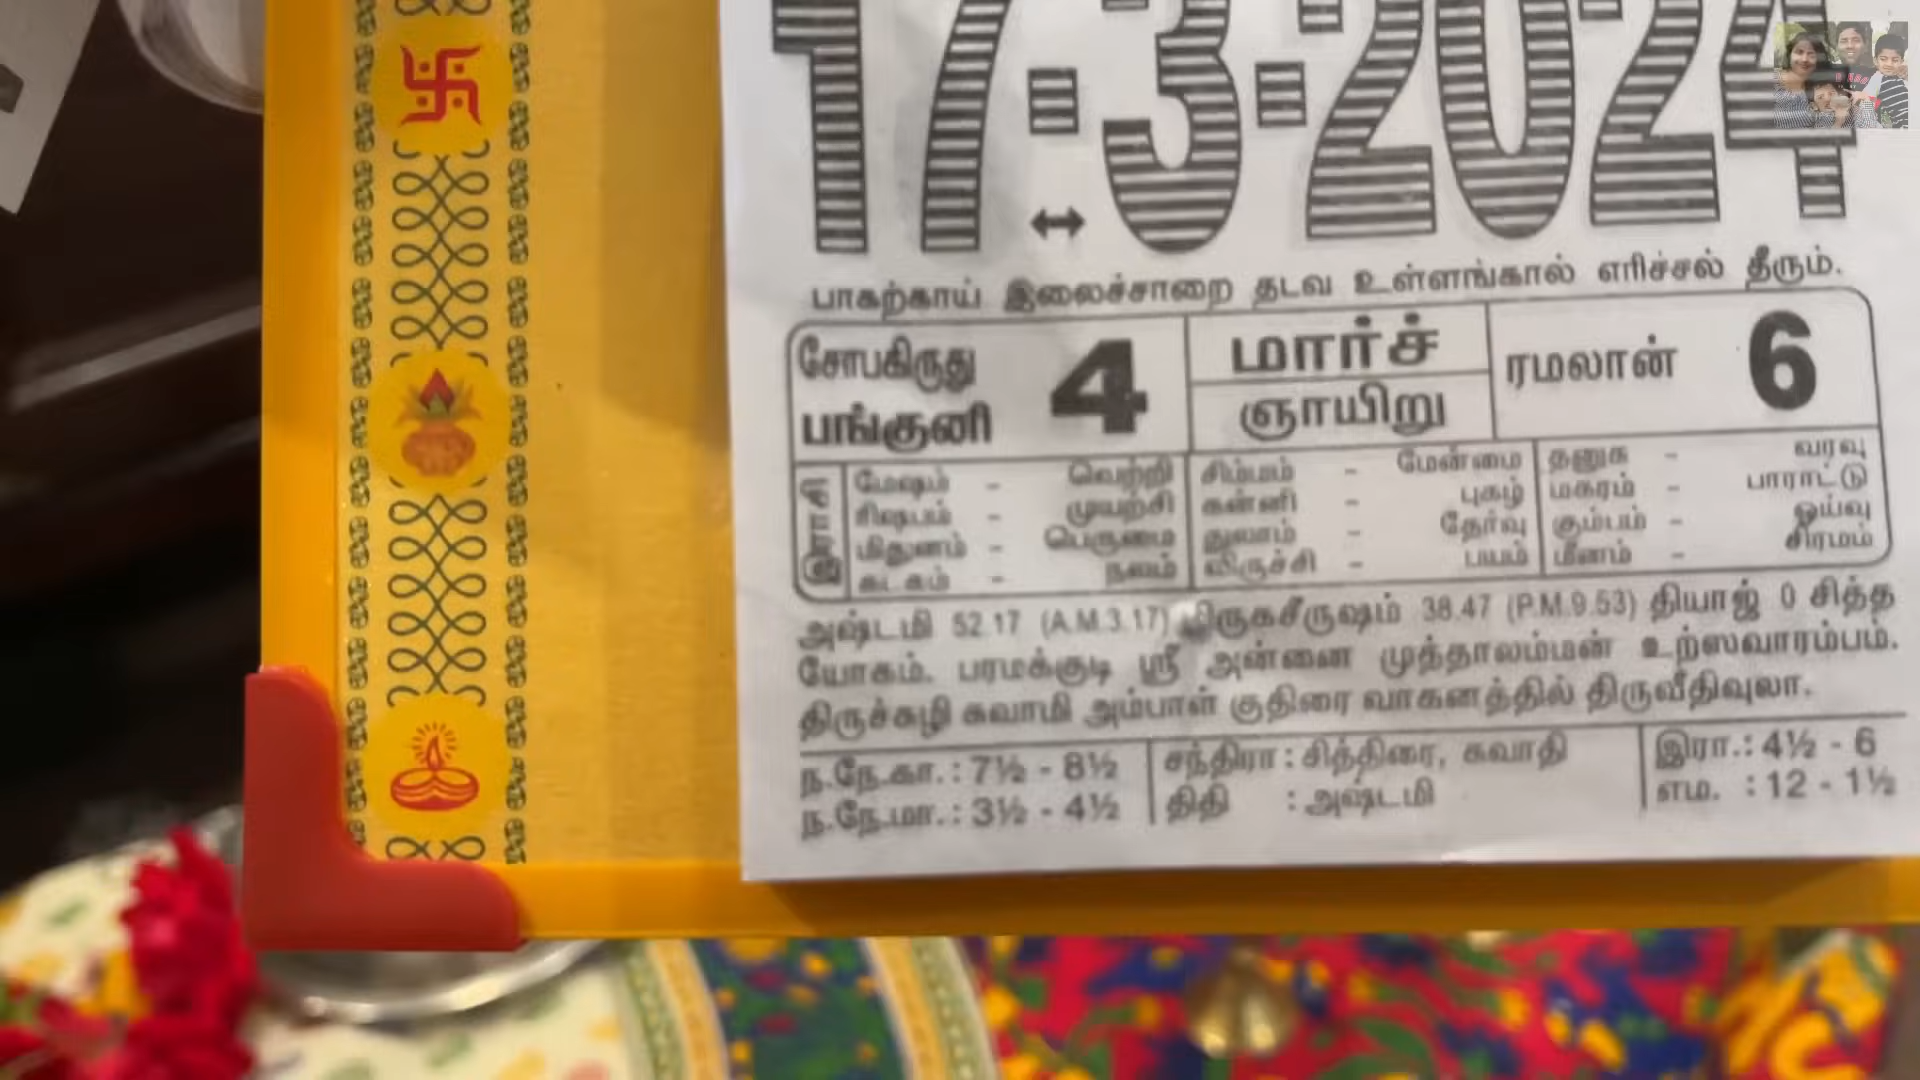 17-3-2024
பாகற்காய் இலைச்சாறை தடவ உள்ளங்கால் எரிச்சல் தீரும்.
சோபகிருது
பங்குனி 4
மார்ச்
ஞாயிறு
ரமலான் 6
இராசி
மேஷம் - வெற்றி
ரிஷபம் - முயற்சி
மிதுனம் - பெருமை
கடகம் - நலம்
சிம்மம் - மேன்மை
கன்னி - புகழ்
துலாம் - தேர்வு
விருச்சி - பயம்
தனுசு - வரவு
மகரம் - பாராட்டு
கும்பம் - ஓய்வு
மீனம் - சிரமம்
அஷ்டமி 52.17 (A.M.3.17) மிருகசீருஷம் 38.47 (P.M.9.53) தியாஜ் 0 சித்த
யோகம். பரமக்குடி ஸ்ரீ அன்னை முத்தாலம்மன் உற்ஸவாரம்பம்.
திருச்சுழி சுவாமி அம்பாள் குதிரை வாகனத்தில் திருவீதிவுலா.
ந.நே.கா.: 7½ - 8½
ந.நே.மா.: 3½ - 4½
சந்திரா : சித்திரை, சுவாதி
திதி : அஷ்டமி
இரா.: 4½ - 6
எம. : 12 - 1½